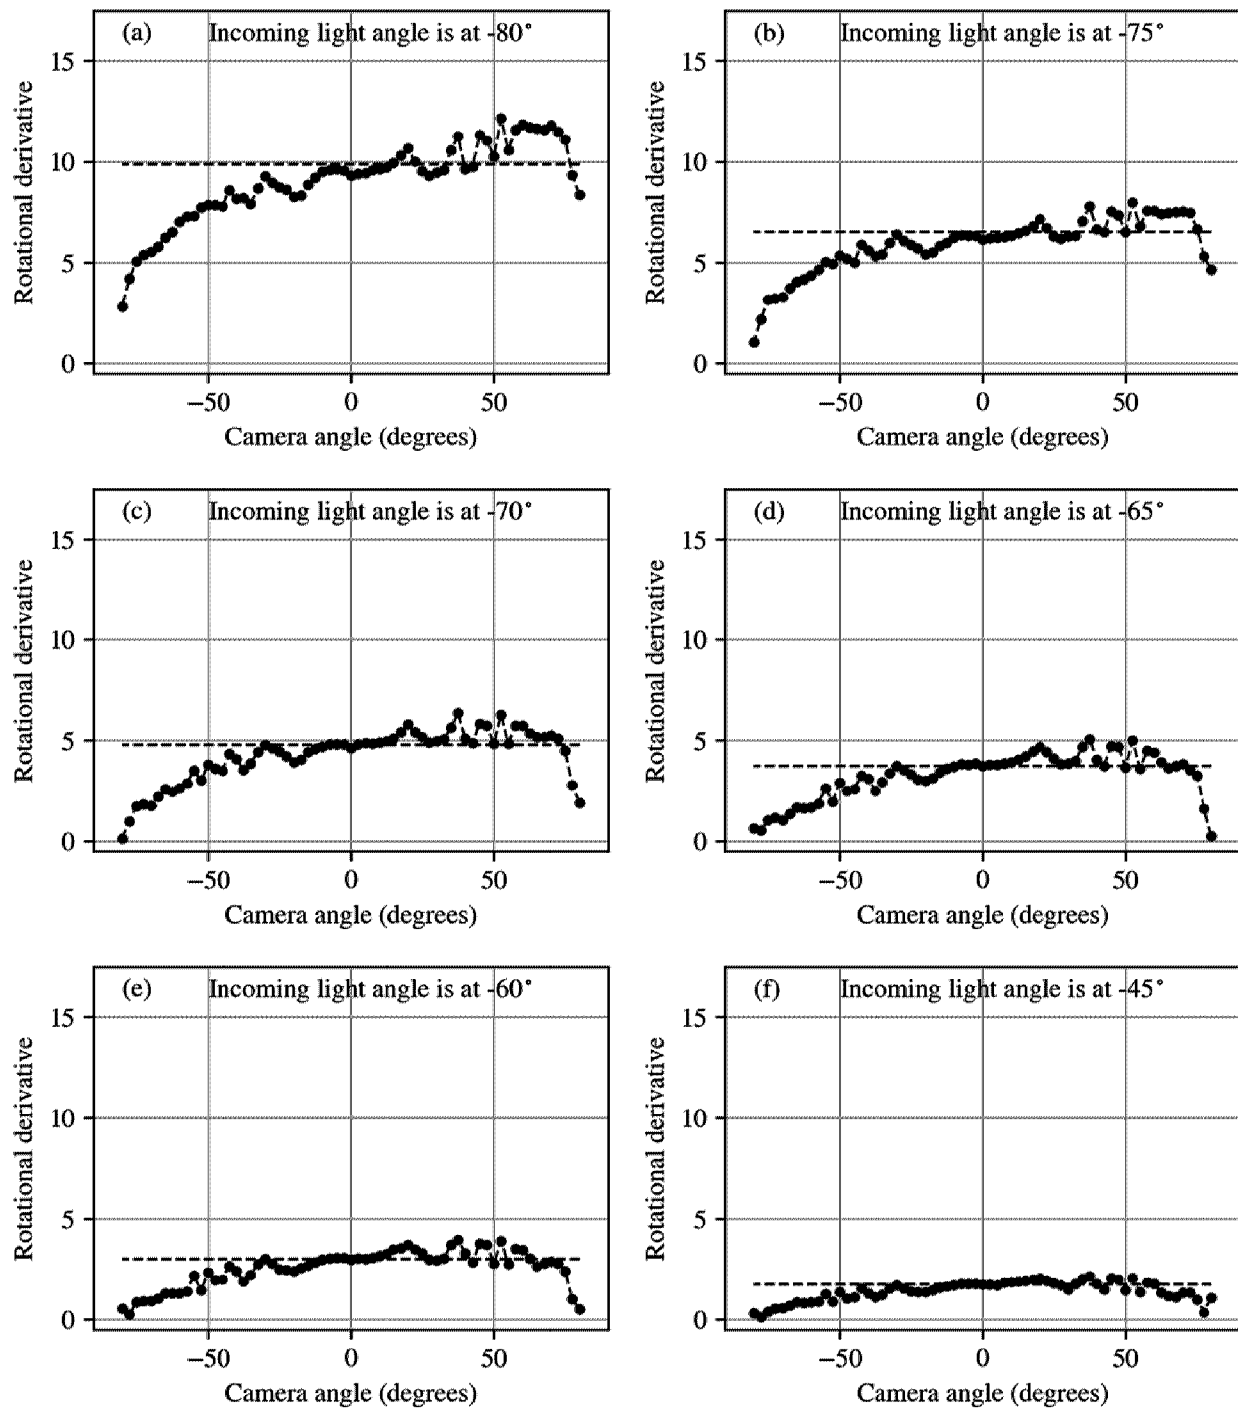 (a) Incoming light angle is at -80°
Rotational derivative
15
10
5
0
−50 0 50
Camera angle (degrees)
(b) Incoming light angle is at -75°
Rotational derivative
15
10
5
0
−50 0 50
Camera angle (degrees)
(c) Incoming light angle is at -70°
Rotational derivative
15
10
5
0
−50 0 50
Camera angle (degrees)
(d) Incoming light angle is at -65°
Rotational derivative
15
10
5
0
−50 0 50
Camera angle (degrees)
(e) Incoming light angle is at -60°
Rotational derivative
15
10
5
0
−50 0 50
Camera angle (degrees)
(f) Incoming light angle is at -45°
Rotational derivative
15
10
5
0
−50 0 50
Camera angle (degrees)